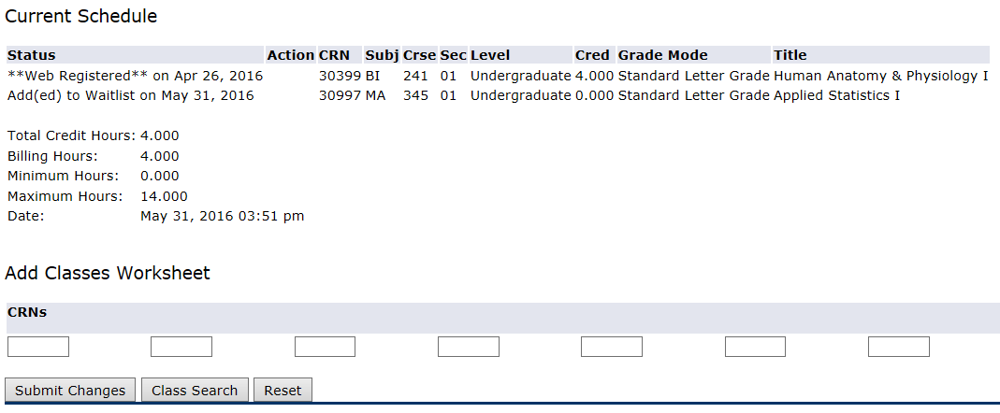 Current Schedule
Status Action CRN Subj Crse Sec Level Cred Grade Mode Title
**Web Registered** on Apr 26, 2016 30399 BI 241 01 Undergraduate 4.000 Standard Letter Grade Human Anatomy & Physiology I
Add(ed) to Waitlist on May 31, 2016 30997 MA 345 01 Undergraduate 0.000 Standard Letter Grade Applied Statistics I
Total Credit Hours: 4.000
Billing Hours: 4.000
Minimum Hours: 0.000
Maximum Hours: 14.000
Date: May 31, 2016 03:51 pm
Add Classes Worksheet
CRNs
Submit Changes Class Search Reset